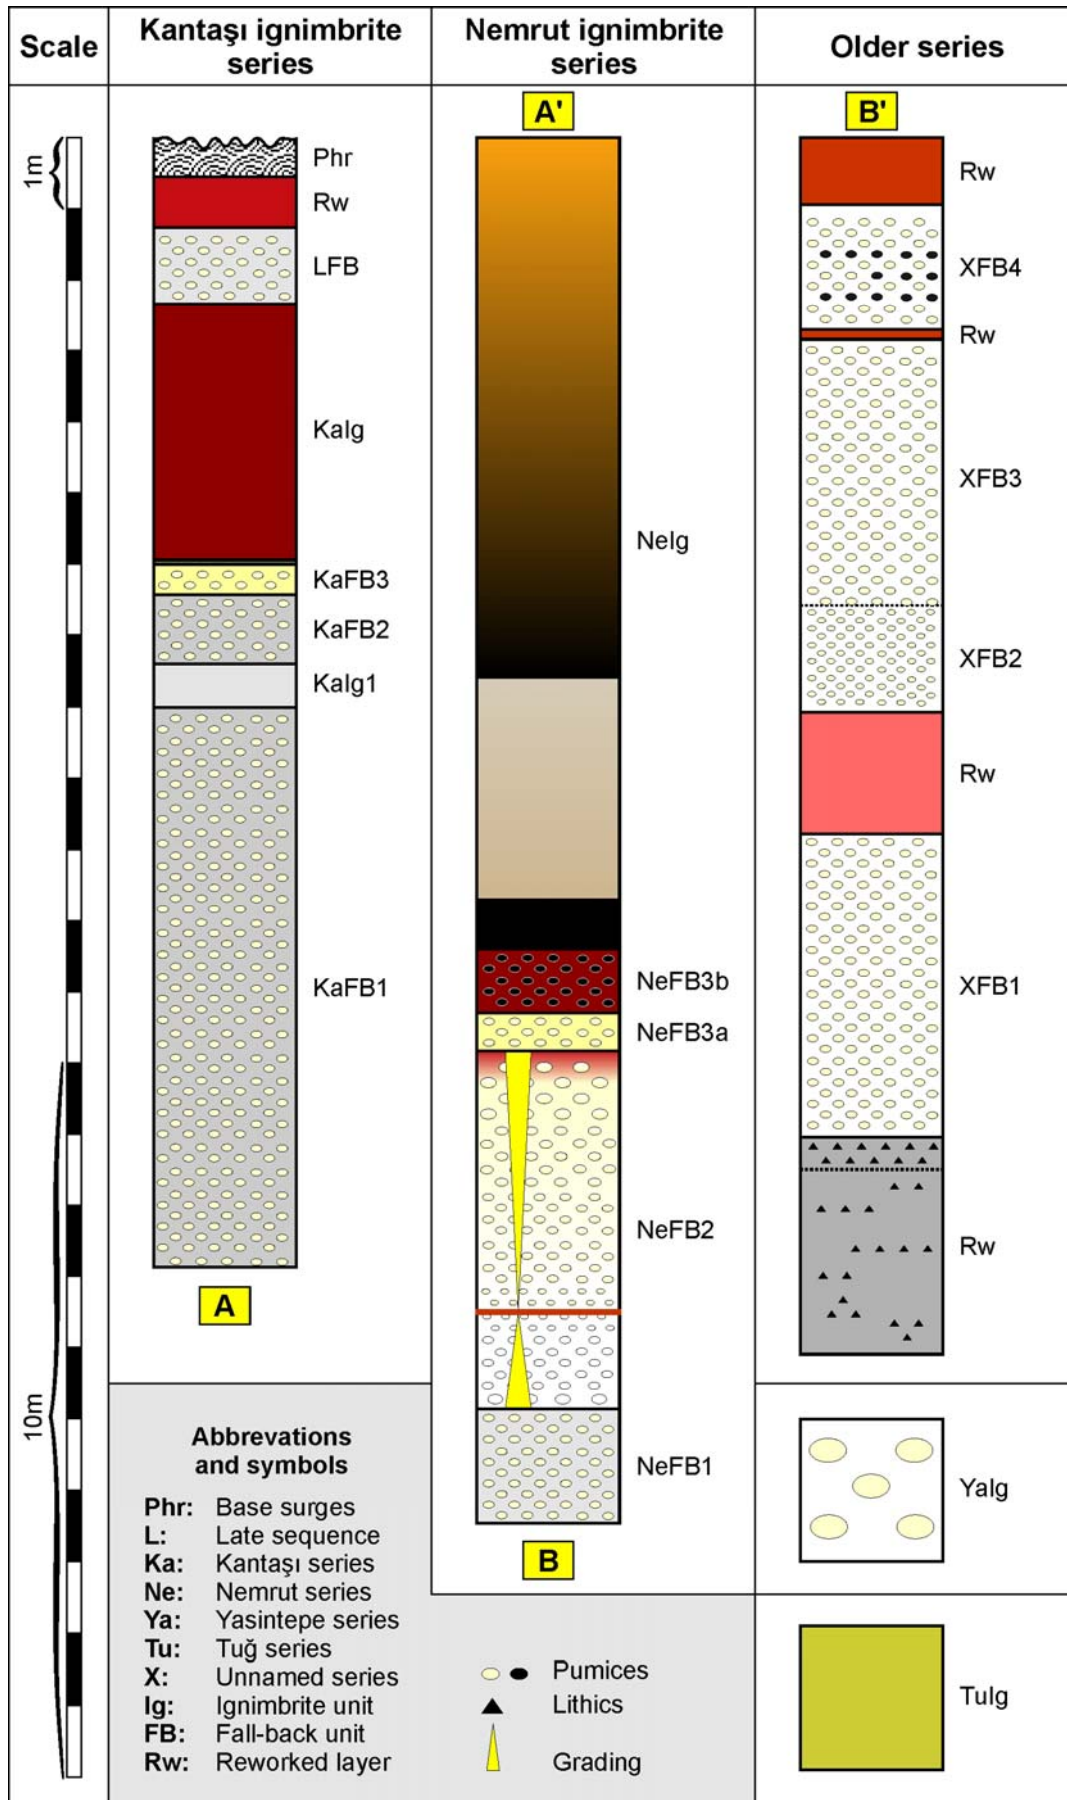 Scale
Kantaşı ignimbrite
series
Nemrut ignimbrite
series
Older series
1m
10m
Phr
Rw
LFB
KaIg
KaFB3
KaFB2
KaIg1
KaFB1
A
A'
NeIg
NeFB3b
NeFB3a
NeFB2
NeFB1
B
B'
Rw
XFB4
Rw
XFB3
XFB2
Rw
XFB1
Rw
YaIg
TuIg
Abbrevations
and symbols
Phr: Base surges
L: Late sequence
Ka: Kantaşı series
Ne: Nemrut series
Ya: Yasintepe series
Tu: Tuğ series
X: Unnamed series
Ig: Ignimbrite unit
FB: Fall-back unit
Rw: Reworked layer
Pumices
Lithics
Grading